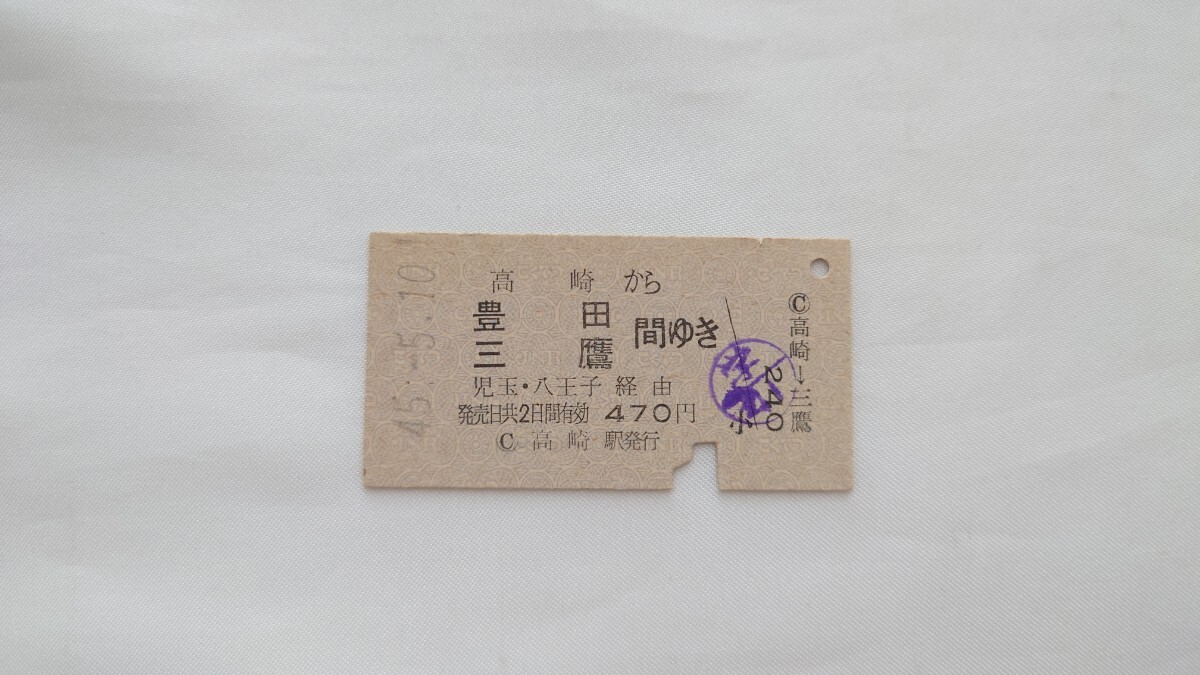 45.-5.10
高崎から
豊田
三鷹
間ゆき
児玉・八王子経由
発売日共2日間有効 470円
Ⓒ高崎駅発行
小
240
Ⓒ高崎→三鷹